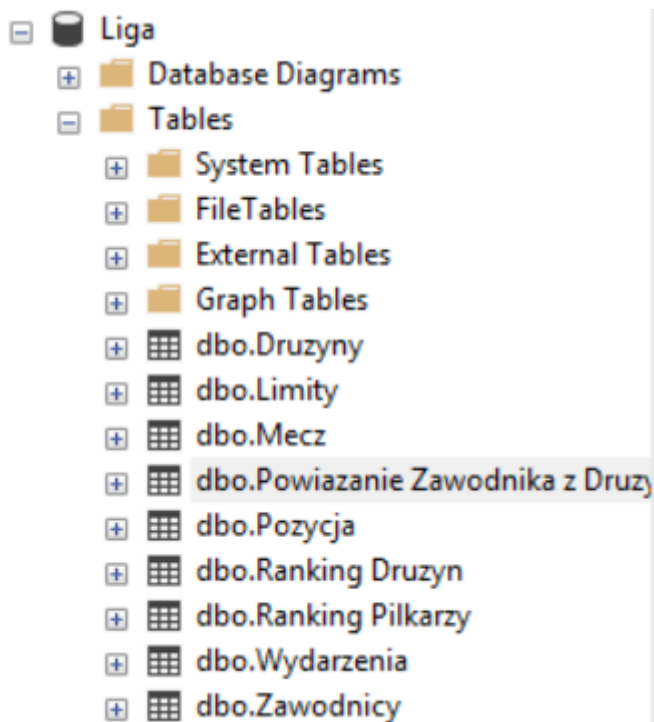 Liga
Database Diagrams
Tables
System Tables
FileTables
External Tables
Graph Tables
dbo.Druzyny
dbo.Limity
dbo.Mecz
dbo.Powiazanie Zawodnika z Druzy
dbo.Pozycja
dbo.Ranking Druzyn
dbo.Ranking Pilkarzy
dbo.Wydarzenia
dbo.Zawodnicy